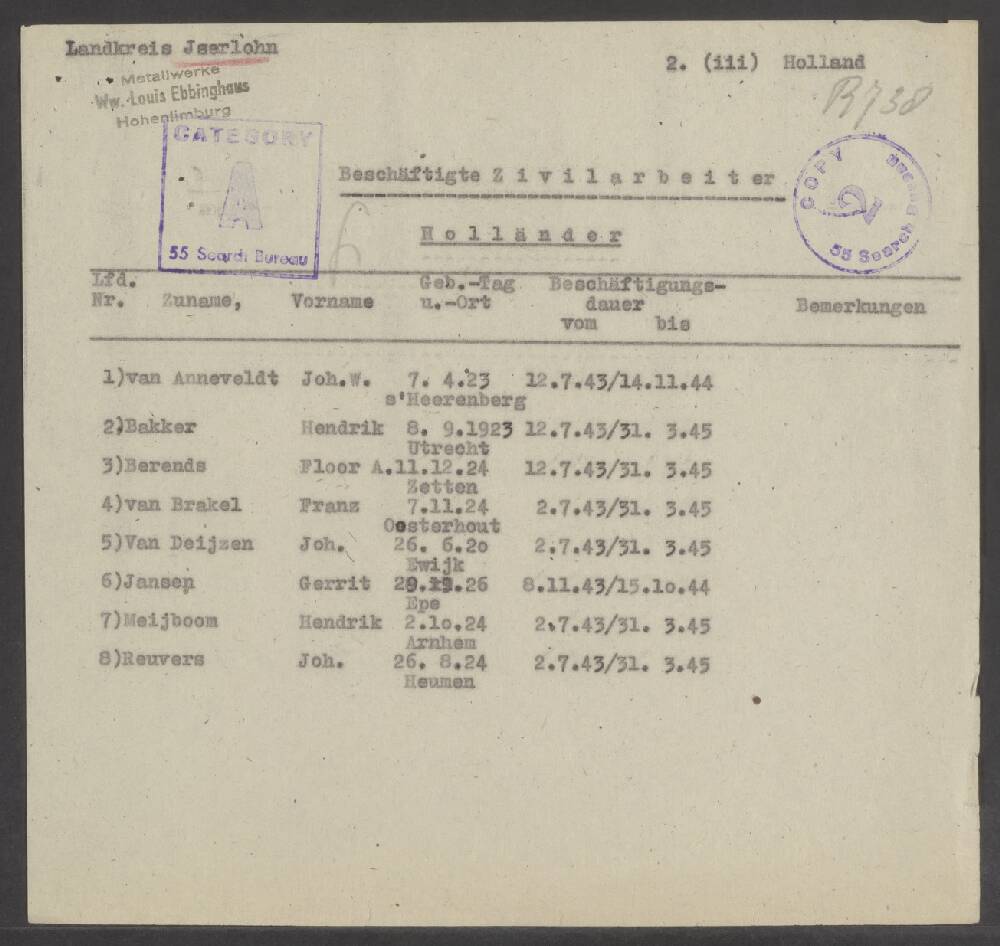 Landkreis Jserlohn
2. (iii) Holland
Metallwerke
Ww. Louis Ebbinghaus
Hohenlimburg
R738
CATEGORY
A
55 Search Bureau
COPY
55 Search Bureau
Beschäftigte Z i v i l a r b e i t e r
H o l l ä n d e r
Lfd. Geb.-Tag Beschäftigungs-
Nr. Zuname, Vorname u.-Ort dauer Bemerkungen
vom bis
1)van Anneveldt Joh.W. 7. 4.23 12.7.43/14.11.44
s'Heerenberg
2)Bakker Hendrik 8. 9.1923 12.7.43/31. 3.45
Utrecht
3)Berends Floor A.11.12.24 12.7.43/31. 3.45
Zetten
4)van Brakel Franz 7.11.24 2.7.43/31. 3.45
Oosterhout
5)Van Deijzen Joh. 26. 6.2o 2.7.43/31. 3.45
Ewijk
6)Jansen Gerrit .26 8.11.43/15.1o.44
Epe
7)Meijboom Hendrik 2.1o.24 2.7.43/31. 3.45
Arnhem
8)Reuvers Joh. 26. 8.24 2.7.43/31. 3.45
Heumen